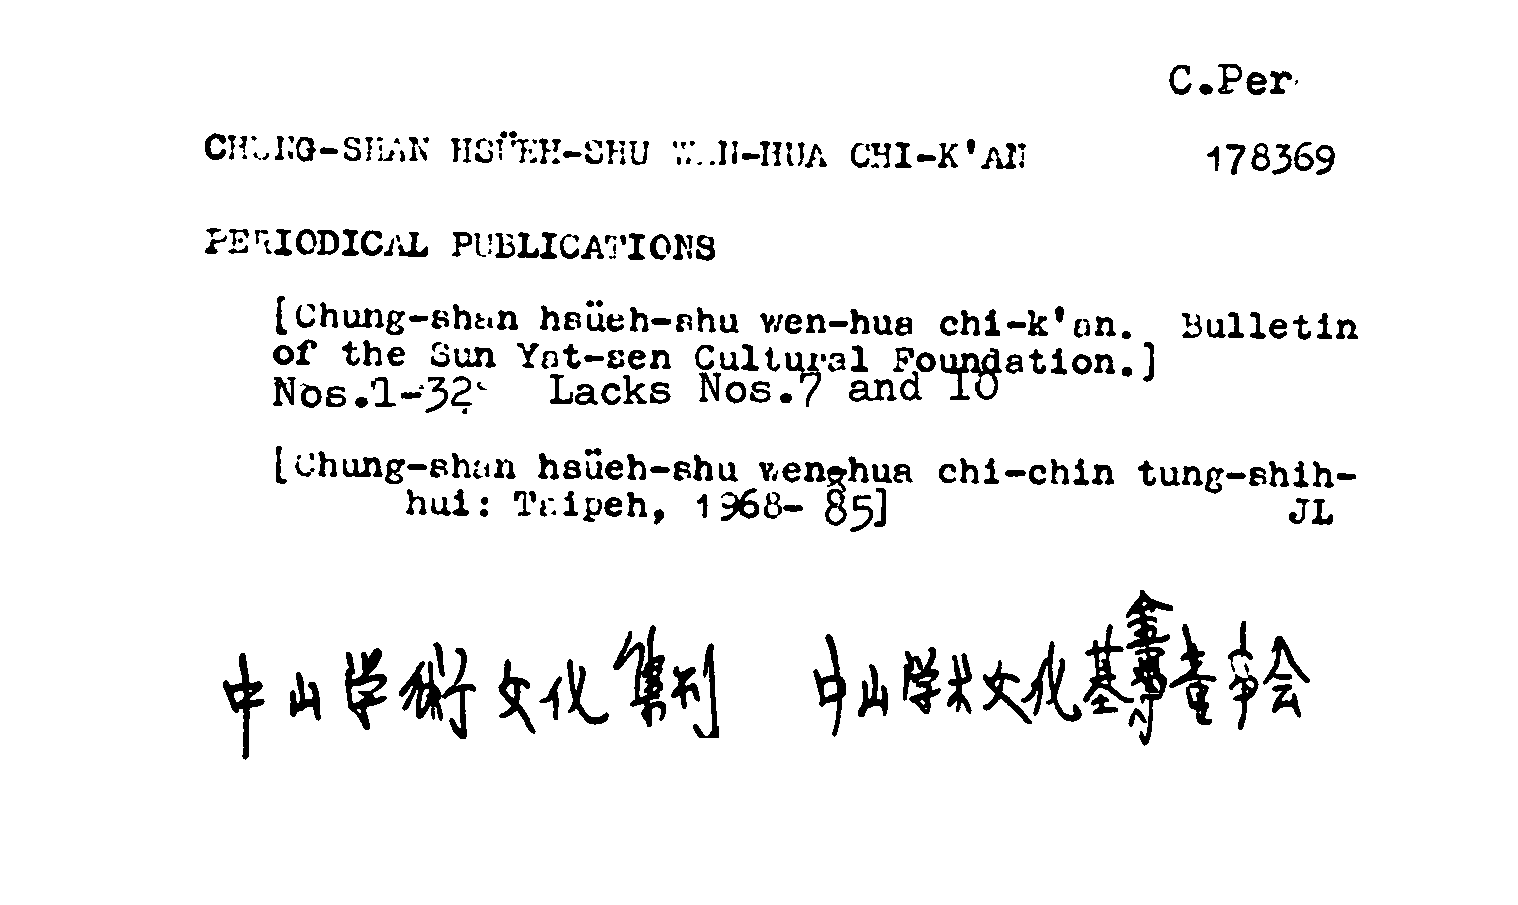 C.Per
CHUNG-SHAN HSÜEH-SHU WEN-HUA CHI-K'AN 178369
PERIODICAL PUBLICATIONS
[Chung-shan hsüeh-shu wen-hua chi-k'an. Bulletin
of the Sun Yat-sen Cultural Foundation.]
Nos.1-32 Lacks Nos.7 and 10
[Chung-shan hsüeh-shu wen-hua chi-chin tung-shih-
hui: Taipeh, 1968- 85]
JL
中山学術文化集刊 中山学术文化基金董事会